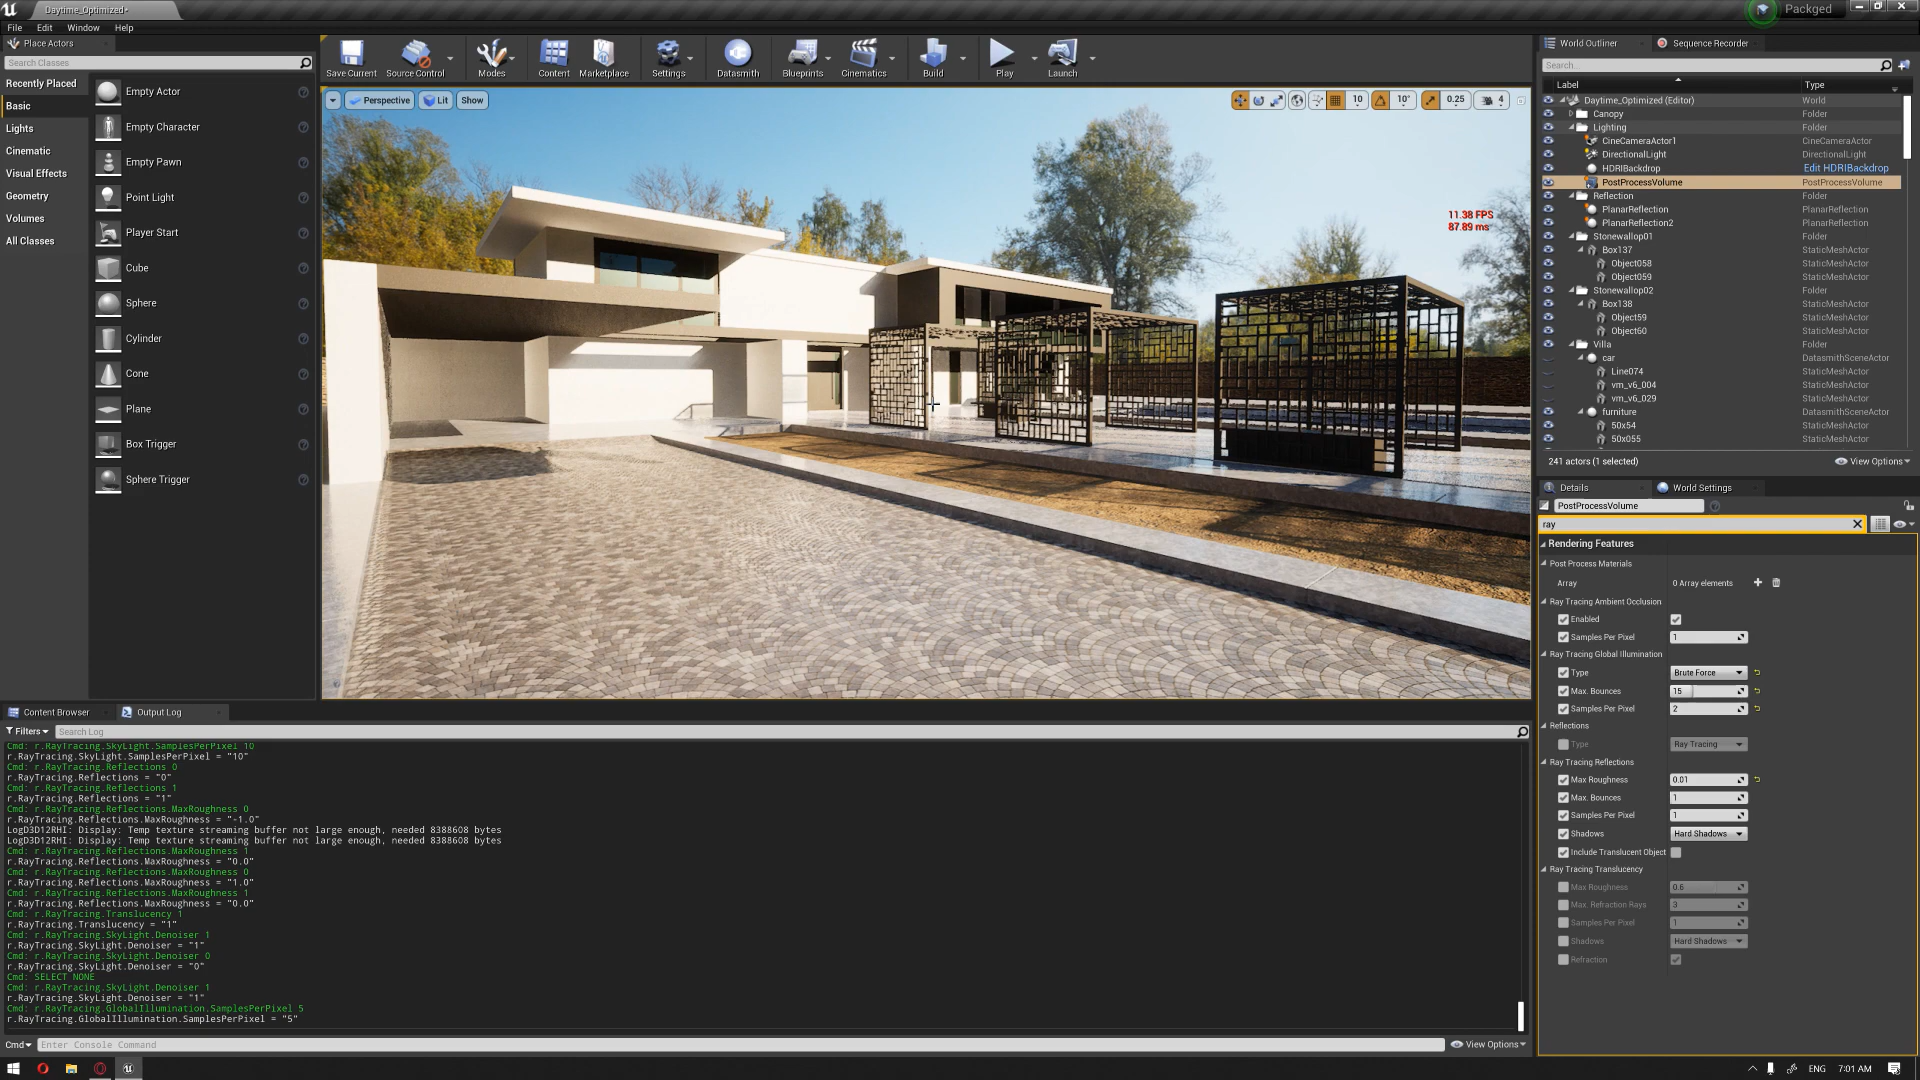 Daytime_Optimized*
Packged
File Edit Window Help
Place Actors
Search Classes
Recently Placed
Basic
Lights
Cinematic
Visual Effects
Geometry
Volumes
All Classes
Empty Actor
Empty Character
Empty Pawn
Point Light
Player Start
Cube
Sphere
Cylinder
Cone
Plane
Box Trigger
Sphere Trigger
Save Current Source Control Modes Content Marketplace Settings Datasmith Blueprints Cinematics Build Play Launch
Perspective Lit Show
10 10° 0.25 4
11.38 FPS
87.89 ms
World Outliner Sequence Recorder
Search...
Label Type
Daytime_Optimized (Editor) World
Canopy Folder
Lighting Folder
CineCameraActor1 CineCameraActor
DirectionalLight DirectionalLight
HDRIBackdrop Edit HDRIBackdrop
PostProcessVolume PostProcessVolume
Reflection Folder
PlanarReflection PlanarReflection
PlanarReflection2 PlanarReflection
Stonewallop01 Folder
Box137 StaticMeshActor
Object058 StaticMeshActor
Object059 StaticMeshActor
Stonewallop02 Folder
Box138 StaticMeshActor
Object59 StaticMeshActor
Object60 StaticMeshActor
Villa Folder
car DatasmithSceneActor
Line074 StaticMeshActor
vm_v6_004 StaticMeshActor
vm_v6_029 StaticMeshActor
furniture DatasmithSceneActor
50x54 StaticMeshActor
50x055 StaticMeshActor
241 actors (1 selected) View Options
Details World Settings
PostProcessVolume
ray
Rendering Features
Post Process Materials
Array 0 Array elements
Ray Tracing Ambient Occlusion
Enabled
Samples Per Pixel 1
Ray Tracing Global Illumination
Type Brute Force
Max. Bounces 15
Samples Per Pixel 2
Reflections
Type Ray Tracing
Ray Tracing Reflections
Max Roughness 0.01
Max. Bounces 1
Samples Per Pixel 1
Shadows Hard Shadows
Include Translucent Object
Ray Tracing Translucency
Max Roughness 0.6
Max. Refraction Rays 3
Samples Per Pixel 1
Shadows Hard Shadows
Refraction
Content Browser Output Log
Filters Search Log
Cmd: r.RayTracing.SkyLight.SamplesPerPixel 10
r.RayTracing.SkyLight.SamplesPerPixel = "10"
Cmd: r.RayTracing.Reflections 0
r.RayTracing.Reflections = "0"
Cmd: r.RayTracing.Reflections 1
r.RayTracing.Reflections = "1"
Cmd: r.RayTracing.Reflections.MaxRoughness 0
r.RayTracing.Reflections.MaxRoughness = "-1.0"
LogD3D12RHI: Display: Temp texture streaming buffer not large enough, needed 8388608 bytes
LogD3D12RHI: Display: Temp texture streaming buffer not large enough, needed 8388608 bytes
Cmd: r.RayTracing.Reflections.MaxRoughness 1
r.RayTracing.Reflections.MaxRoughness = "0.0"
Cmd: r.RayTracing.Reflections.MaxRoughness 0
r.RayTracing.Reflections.MaxRoughness = "1.0"
Cmd: r.RayTracing.Reflections.MaxRoughness 1
r.RayTracing.Reflections.MaxRoughness = "0.0"
Cmd: r.RayTracing.Translucency 1
r.RayTracing.Translucency = "1"
Cmd: r.RayTracing.SkyLight.Denoiser 1
r.RayTracing.SkyLight.Denoiser = "1"
Cmd: r.RayTracing.SkyLight.Denoiser 0
r.RayTracing.SkyLight.Denoiser = "0"
Cmd: SELECT NONE
Cmd: r.RayTracing.SkyLight.Denoiser 1
r.RayTracing.SkyLight.Denoiser = "1"
Cmd: r.RayTracing.GlobalIllumination.SamplesPerPixel 5
r.RayTracing.GlobalIllumination.SamplesPerPixel = "5"
Cmd Enter Console Command View Options
ENG 7:01 AM